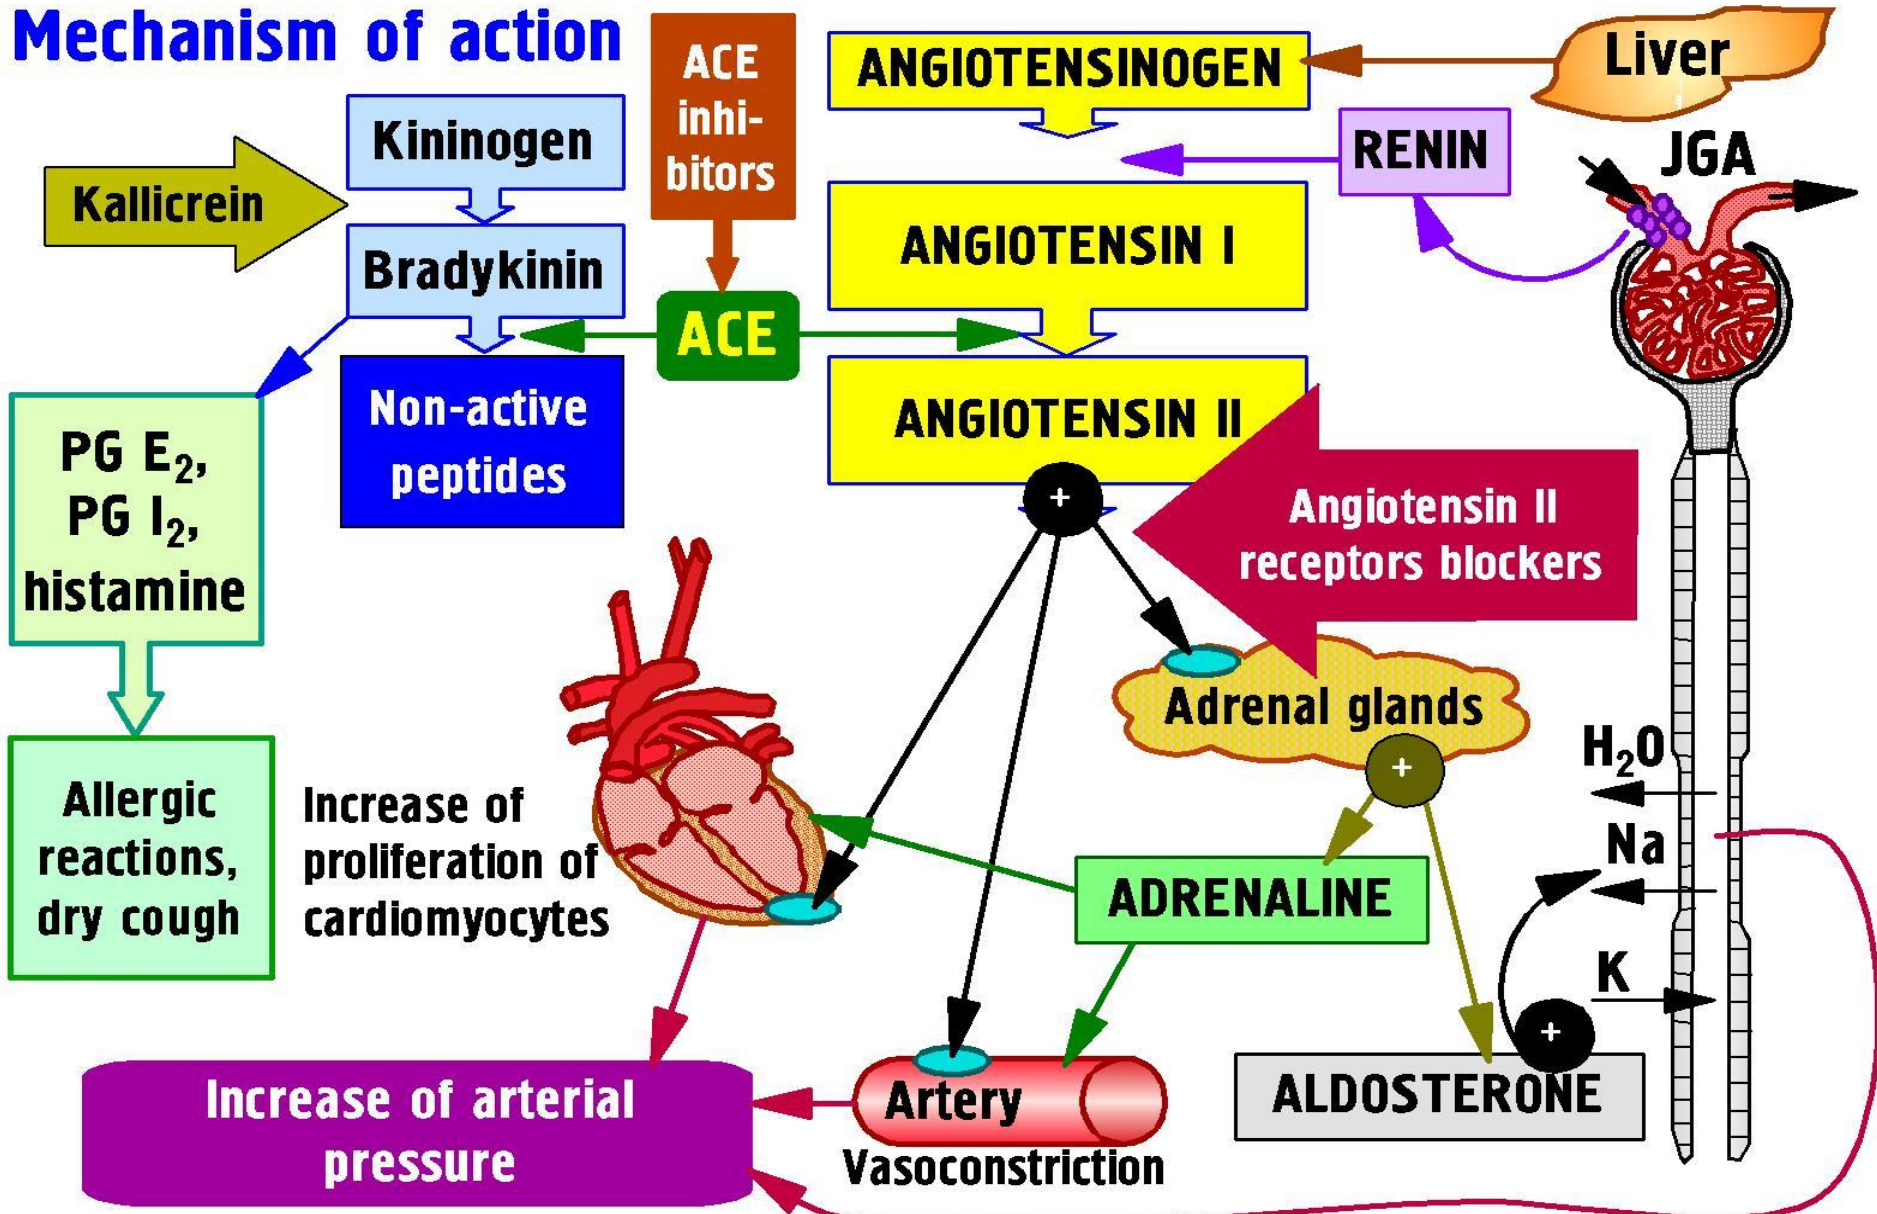 Mechanism of action
Kallicrein
Kininogen
Bradykinin
Non-active
peptides
PG E₂,
PG I₂,
histamine
Allergic
reactions,
dry cough
ACE
inhi-
bitors
ACE
ANGIOTENSINOGEN
Liver
RENIN
JGA
ANGIOTENSIN I
ANGIOTENSIN II
+
Angiotensin II
receptors blockers
Adrenal glands
+
Increase of
proliferation of
cardiomyocytes
ADRENALINE
H₂O
Na
K
+
ALDOSTERONE
Artery
Vasoconstriction
Increase of arterial
pressure